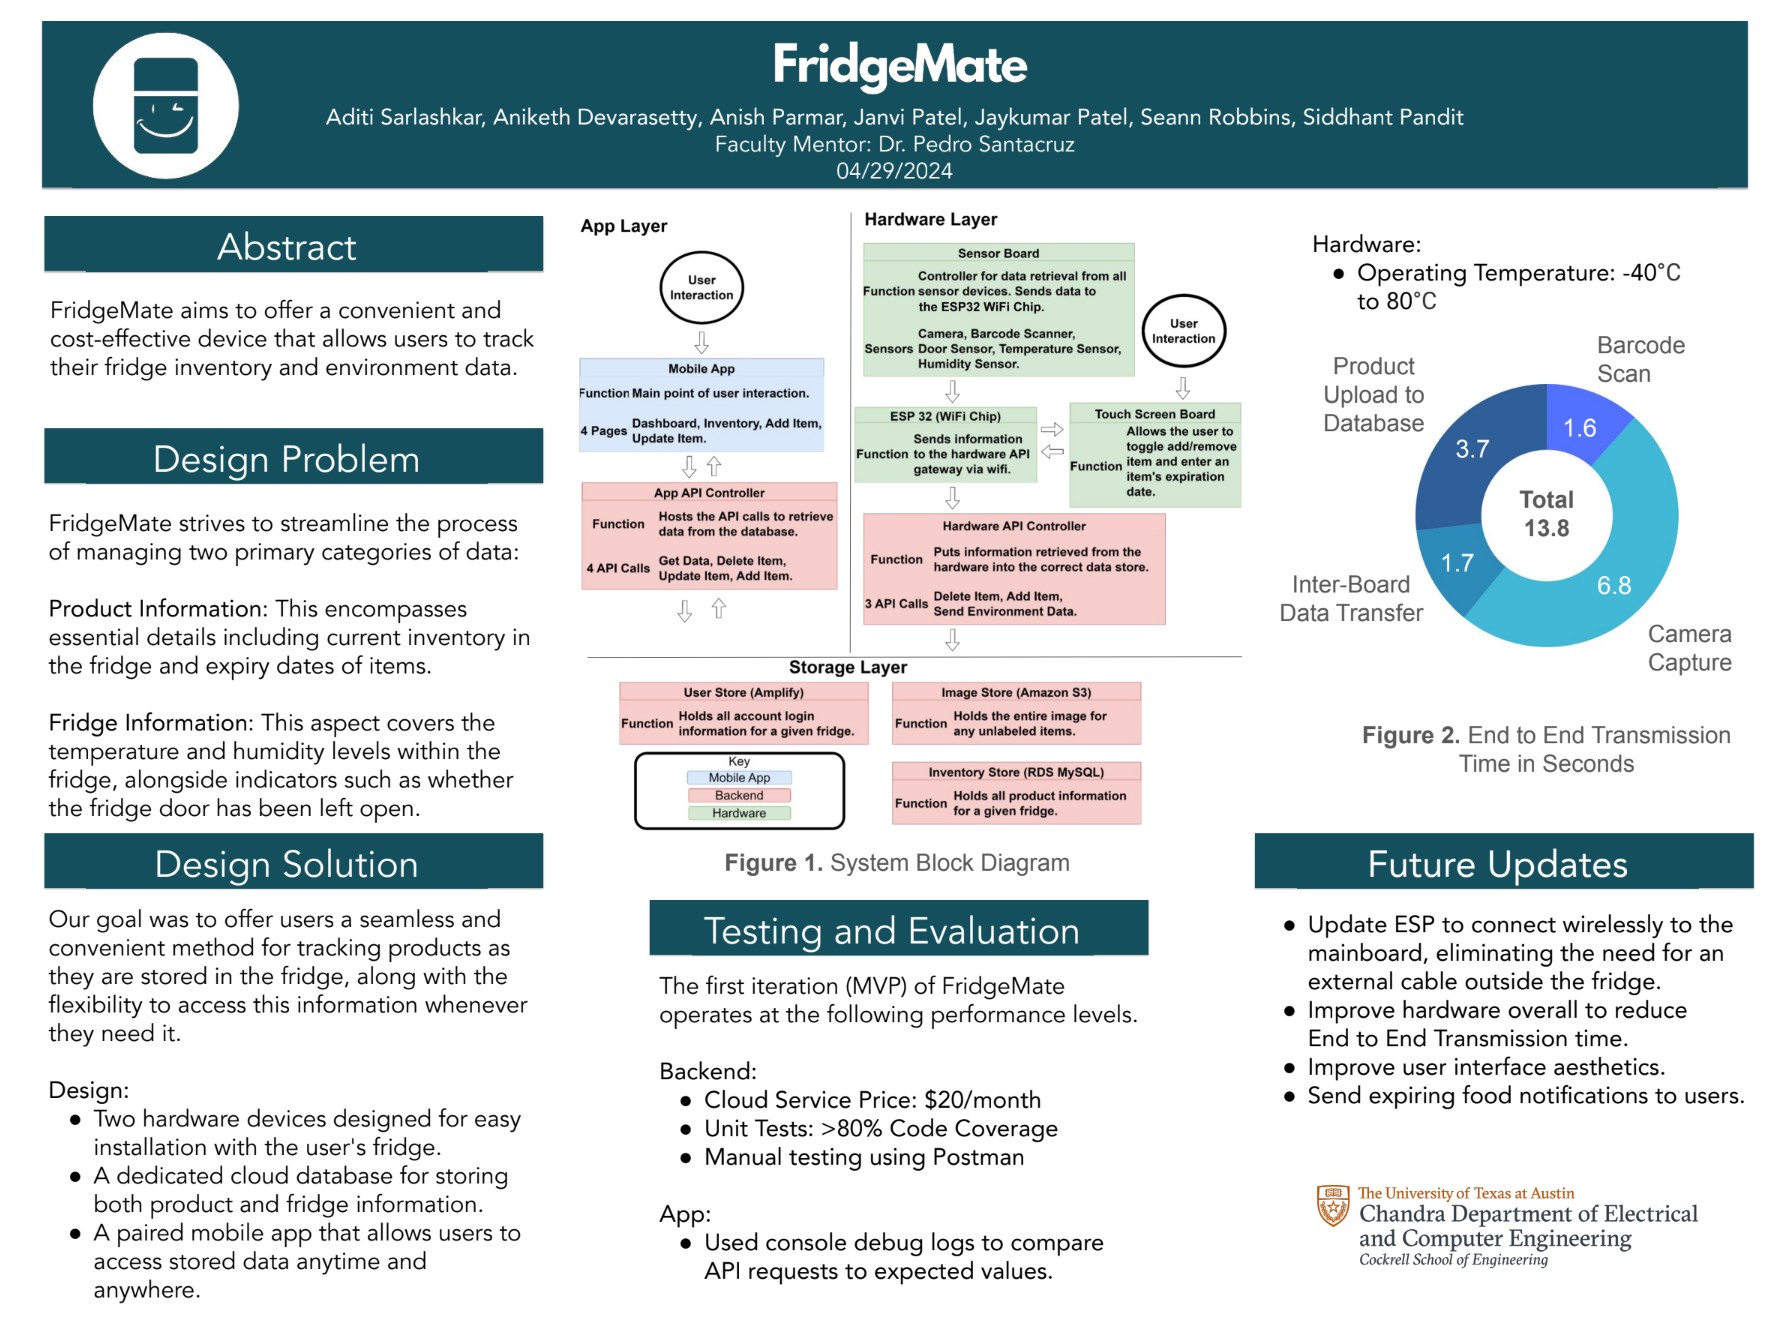 FridgeMate
Aditi Sarlashkar, Aniketh Devarasetty, Anish Parmar, Janvi Patel, Jaykumar Patel, Seann Robbins, Siddhant Pandit
Faculty Mentor: Dr. Pedro Santacruz
04/29/2024
Abstract
FridgeMate aims to offer a convenient and
cost-effective device that allows users to track
their fridge inventory and environment data.
Design Problem
FridgeMate strives to streamline the process
of managing two primary categories of data:
Product Information: This encompasses
essential details including current inventory in
the fridge and expiry dates of items.
Fridge Information: This aspect covers the
temperature and humidity levels within the
fridge, alongside indicators such as whether
the fridge door has been left open.
Design Solution
Our goal was to offer users a seamless and
convenient method for tracking products as
they are stored in the fridge, along with the
flexibility to access this information whenever
they need it.
Design:
● Two hardware devices designed for easy
installation with the user's fridge.
● A dedicated cloud database for storing
both product and fridge information.
● A paired mobile app that allows users to
access stored data anytime and
anywhere.
App Layer
User
Interaction
Mobile App
Function Main point of user interaction.
4 Pages Dashboard, Inventory, Add Item,
Update Item.
App API Controller
Function Hosts the API calls to retrieve
data from the database.
4 API Calls Get Data, Delete Item,
Update Item, Add Item.
Hardware Layer
Sensor Board
Controller for data retrieval from all
Function sensor devices. Sends data to
the ESP32 WiFi Chip.
Camera, Barcode Scanner,
Sensors Door Sensor, Temperature Sensor,
Humidity Sensor.
User
Interaction
ESP 32 (WiFi Chip)
Sends information
Function to the hardware API
gateway via wifi.
Touch Screen Board
Allows the user to
toggle add/remove
Function item and enter an
item's expiration
date.
Hardware API Controller
Function Puts information retrieved from the
hardware into the correct data store.
3 API Calls Delete Item, Add Item,
Send Environment Data.
Storage Layer
User Store (Amplify)
Function Holds all account login
information for a given fridge.
Image Store (Amazon S3)
Function Holds the entire image for
any unlabeled items.
Key
Mobile App
Backend
Hardware
Inventory Store (RDS MySQL)
Function Holds all product information
for a given fridge.
Figure 1. System Block Diagram
Testing and Evaluation
The first iteration (MVP) of FridgeMate
operates at the following performance levels.
Backend:
● Cloud Service Price: $20/month
● Unit Tests: >80% Code Coverage
● Manual testing using Postman
App:
● Used console debug logs to compare
API requests to expected values.
Hardware:
● Operating Temperature: -40°C
to 80°C
Barcode
Scan
Product
Upload to
Database
1.6
3.7
Total
13.8
1.7
6.8
Inter-Board
Data Transfer
Camera
Capture
Figure 2. End to End Transmission
Time in Seconds
Future Updates
● Update ESP to connect wirelessly to the
mainboard, eliminating the need for an
external cable outside the fridge.
● Improve hardware overall to reduce
End to End Transmission time.
● Improve user interface aesthetics.
● Send expiring food notifications to users.
The University of Texas at Austin
Chandra Department of Electrical
and Computer Engineering
Cockrell School of Engineering